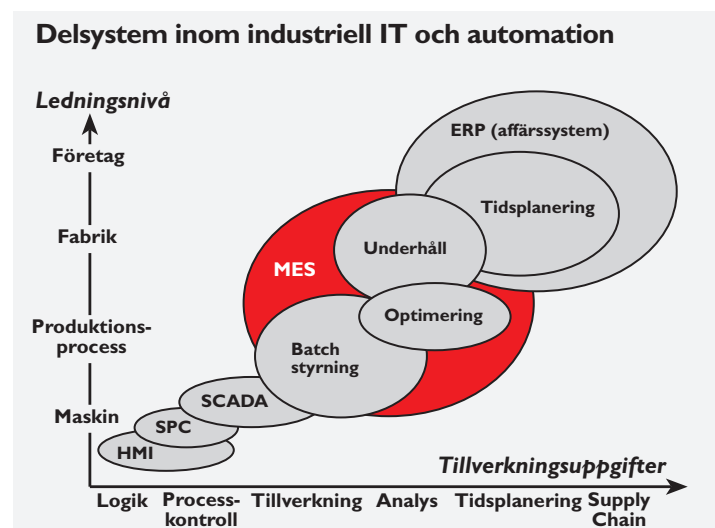 Delsystem inom industriell IT och automation
Ledningsnivå
Företag
Fabrik
Produktions-
process
Maskin
ERP (affärssystem)
Tidsplanering
Underhåll
MES
Optimering
Batch
styrning
SCADA
SPC
HMI
Tillverkningsuppgifter
Logik
Process-
kontroll
Tillverkning
Analys
Tidsplanering
Supply
Chain